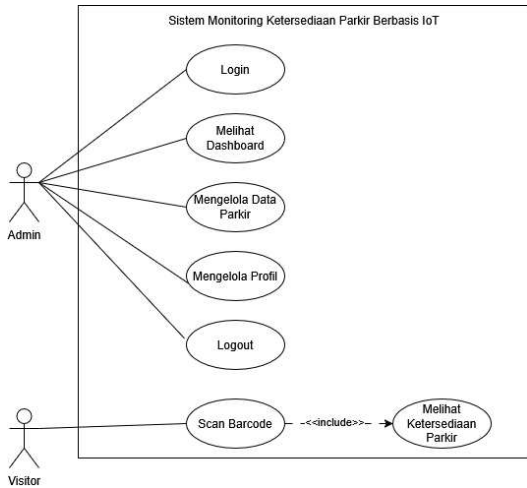 Sistem Monitoring Ketersediaan Parkir Berbasis IoT
Login
Melihat
Dashboard
Mengelola Data
Parkir
Admin
Mengelola Profil
Logout
Scan Barcode
<<include>>
Melihat
Ketersediaan
Parkir
Visitor